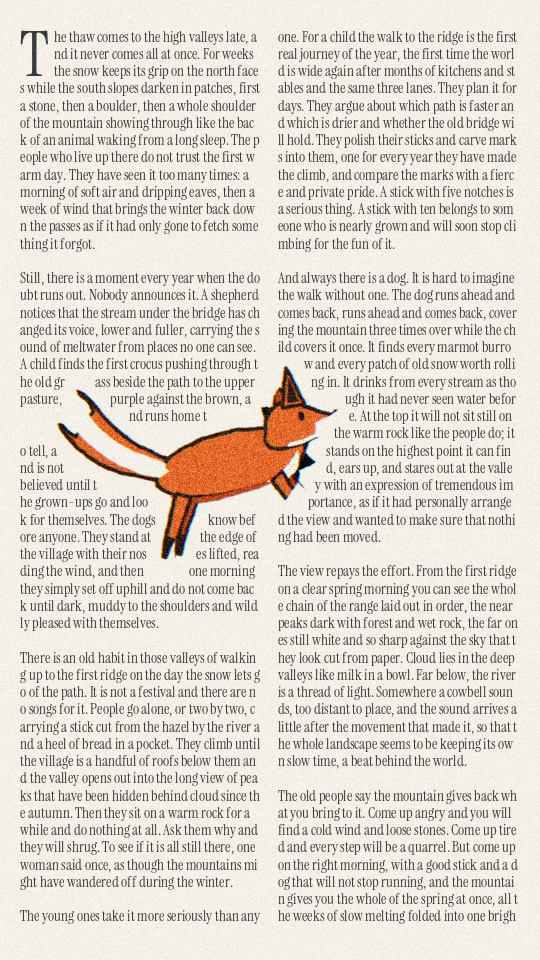 The thaw comes to the high valleys late, a
nd it never comes all at once. For weeks
the snow keeps its grip on the north face
s while the south slopes darken in patches, first
a stone, then a boulder, then a whole shoulder
of the mountain showing through like the bac
k of an animal waking from a long sleep. The p
eople who live up there do not trust the first w
arm day. They have seen it too many times: a
morning of soft air and dripping eaves, then a
week of wind that brings the winter back dow
n the passes as if it had only gone to fetch some
thing it forgot.
Still, there is a moment every year when the do
ubt runs out. Nobody announces it. A shepherd
notices that the stream under the bridge has ch
anged its voice, lower and fuller, carrying the s
ound of meltwater from places no one can see.
A child finds the first crocus pushing through t
he old gr ass beside the path to the upper
pasture, purple against the brown, a
nd runs home t
o tell, a
nd is not
believed until t
he grown-ups go and loo
k for themselves. The dogs know bef
ore anyone. They stand at the edge of
the village with their nos es lifted, rea
ding the wind, and then one morning
they simply set off uphill and do not come bac
k until dark, muddy to the shoulders and wild
ly pleased with themselves.
There is an old habit in those valleys of walkin
g up to the first ridge on the day the snow lets g
o of the path. It is not a festival and there are n
o songs for it. People go alone, or two by two, c
arrying a stick cut from the hazel by the river a
nd a heel of bread in a pocket. They climb until
the village is a handful of roofs below them an
d the valley opens out into the long view of pea
ks that have been hidden behind cloud since th
e autumn. Then they sit on a warm rock for a
while and do nothing at all. Ask them why and
they will shrug. To see if it is all still there, one
woman said once, as though the mountains mi
ght have wandered off during the winter.
The young ones take it more seriously than any
one. For a child the walk to the ridge is the first
real journey of the year, the first time the worl
d is wide again after months of kitchens and st
ables and the same three lanes. They plan it for
days. They argue about which path is faster an
d which is drier and whether the old bridge wi
ll hold. They polish their sticks and carve mark
s into them, one for every year they have made
the climb, and compare the marks with a fierc
e and private pride. A stick with five notches is
a serious thing. A stick with ten belongs to som
eone who is nearly grown and will soon stop cli
mbing for the fun of it.
And always there is a dog. It is hard to imagine
the walk without one. The dog runs ahead and
comes back, runs ahead and comes back, cover
ing the mountain three times over while the ch
ild covers it once. It finds every marmot burro
w and every patch of old snow worth rolli
ng in. It drinks from every stream as tho
ugh it had never seen water befor
e. At the top it will not sit still on
the warm rock like the people do; it
stands on the highest point it can fin
d, ears up, and stares out at the valle
y with an expression of tremendous im
portance, as if it had personally arrange
d the view and wanted to make sure that nothi
ng had been moved.
The view repays the effort. From the first ridge
on a clear spring morning you can see the whol
e chain of the range laid out in order, the near
peaks dark with forest and wet rock, the far on
es still white and so sharp against the sky that t
hey look cut from paper. Cloud lies in the deep
valleys like milk in a bowl. Far below, the river
is a thread of light. Somewhere a cowbell soun
ds, too distant to place, and the sound arrives a
little after the movement that made it, so that t
he whole landscape seems to be keeping its ow
n slow time, a beat behind the world.
The old people say the mountain gives back wh
at you bring to it. Come up angry and you will
find a cold wind and loose stones. Come up tire
d and every step will be a quarrel. But come up
on the right morning, with a good stick and a d
og that will not stop running, and the mountai
n gives you the whole of the spring at once, all t
he weeks of slow melting folded into one brigh